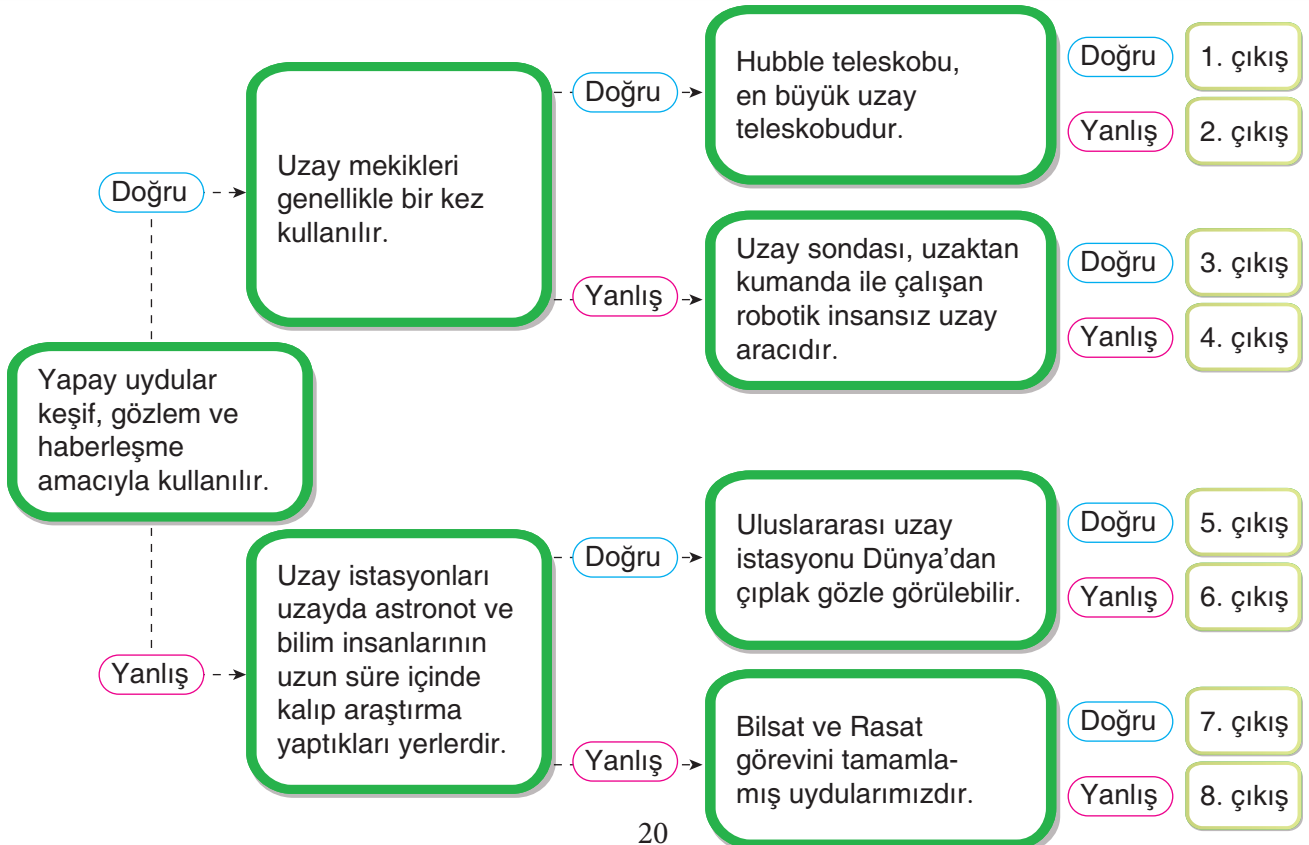 Yapay uydular
keşif, gözlem ve
haberleşme
amacıyla kullanılır.
Doğru
Uzay mekikleri
genellikle bir kez
kullanılır.
Doğru
Hubble teleskobu,
en büyük uzay
teleskobudur.
Doğru
1. çıkış
Yanlış
2. çıkış
Yanlış
Uzay sondası, uzaktan
kumanda ile çalışan
robotik insansız uzay
aracıdır.
Doğru
3. çıkış
Yanlış
4. çıkış
Yanlış
Uzay istasyonları
uzayda astronot ve
bilim insanlarının
uzun süre içinde
kalıp araştırma
yaptıkları yerlerdir.
Doğru
Uluslararası uzay
istasyonu Dünya’dan
çıplak gözle görülebilir.
Doğru
5. çıkış
Yanlış
6. çıkış
Yanlış
Bilsat ve Rasat
görevini tamamla-
mış uydularımızdır.
Doğru
7. çıkış
Yanlış
8. çıkış
20